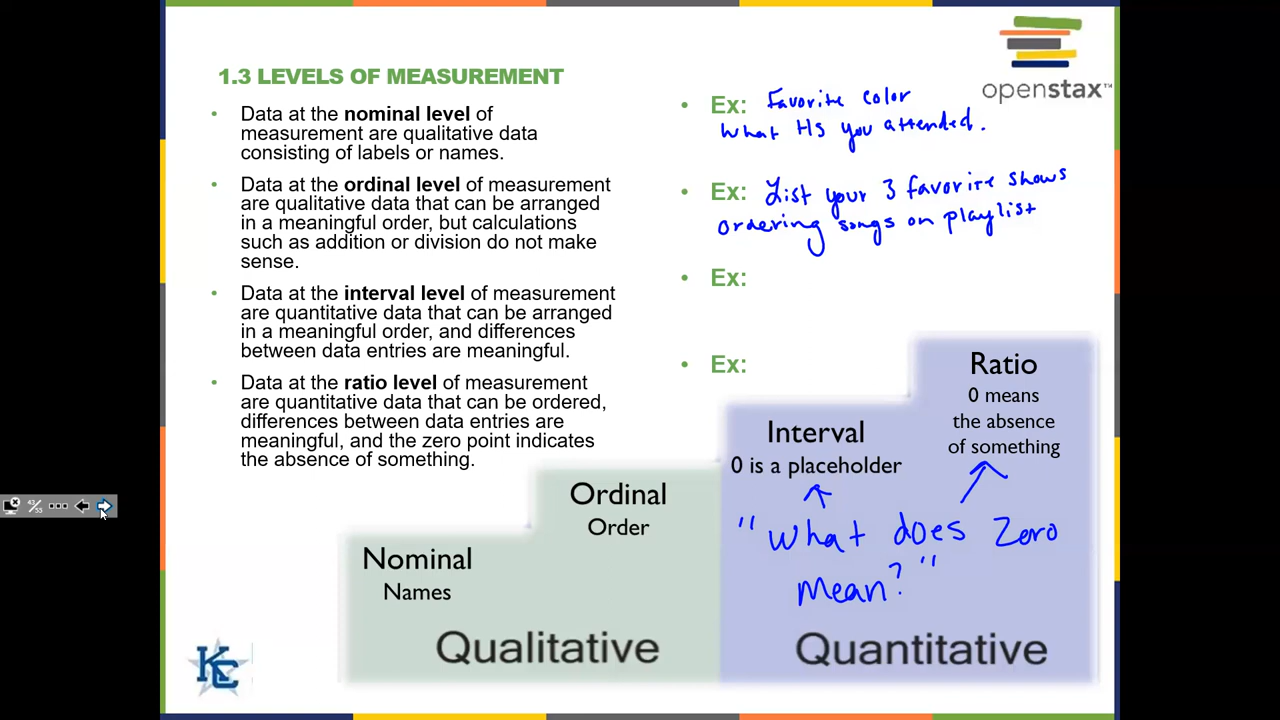 openstax™
1.3 LEVELS OF MEASUREMENT
• Data at the nominal level of
measurement are qualitative data
consisting of labels or names.
• Data at the ordinal level of measurement
are qualitative data that can be arranged
in a meaningful order, but calculations
such as addition or division do not make
sense.
• Data at the interval level of measurement
are quantitative data that can be arranged
in a meaningful order, and differences
between data entries are meaningful.
• Data at the ratio level of measurement
are quantitative data that can be ordered,
differences between data entries are
meaningful, and the zero point indicates
the absence of something.
• Ex: Favorite color
What HS you attended.
• Ex: List your 3 favorite shows
ordering songs on playlist
• Ex:
• Ex:
Nominal
Names
Ordinal
Order
Interval
0 is a placeholder
Ratio
0 means
the absence
of something
"What does Zero
Mean?"
Qualitative
Quantitative
KC
43/55